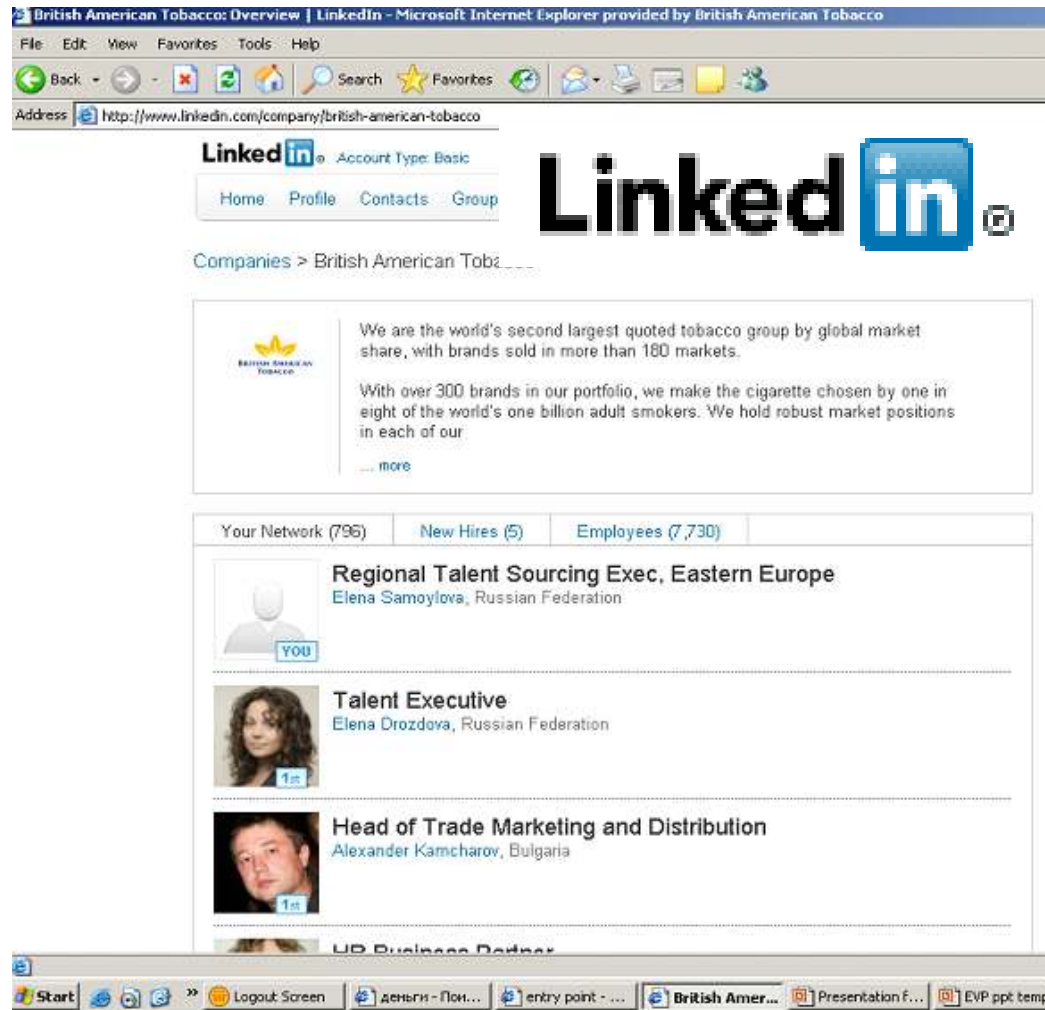 British American Tobacco: Overview | LinkedIn - Microsoft Internet Explorer provided by British American Tobacco
File Edit View Favorites Tools Help
Back Search Favorites
Address http://www.linkedin.com/company/british-american-tobacco
Linked in ® Account Type: Basic
Linked in ®
Home Profile Contacts Group
Companies > British American Toba
BRITISH AMERICAN
TOBACCO
We are the world's second largest quoted tobacco group by global market
share, with brands sold in more than 180 markets.
With over 300 brands in our portfolio, we make the cigarette chosen by one in
eight of the world's one billion adult smokers. We hold robust market positions
in each of our
... more
Your Network (796) New Hires (5) Employees (7,730)
Regional Talent Sourcing Exec, Eastern Europe
Elena Samoylova, Russian Federation
YOU
Talent Executive
Elena Drozdova, Russian Federation
1st
Head of Trade Marketing and Distribution
Alexander Kamcharov, Bulgaria
1st
HR Business Partner
Start » Logout Screen деньги - Пои... entry point - ... British Amer... Presentation f... EVP ppt temp